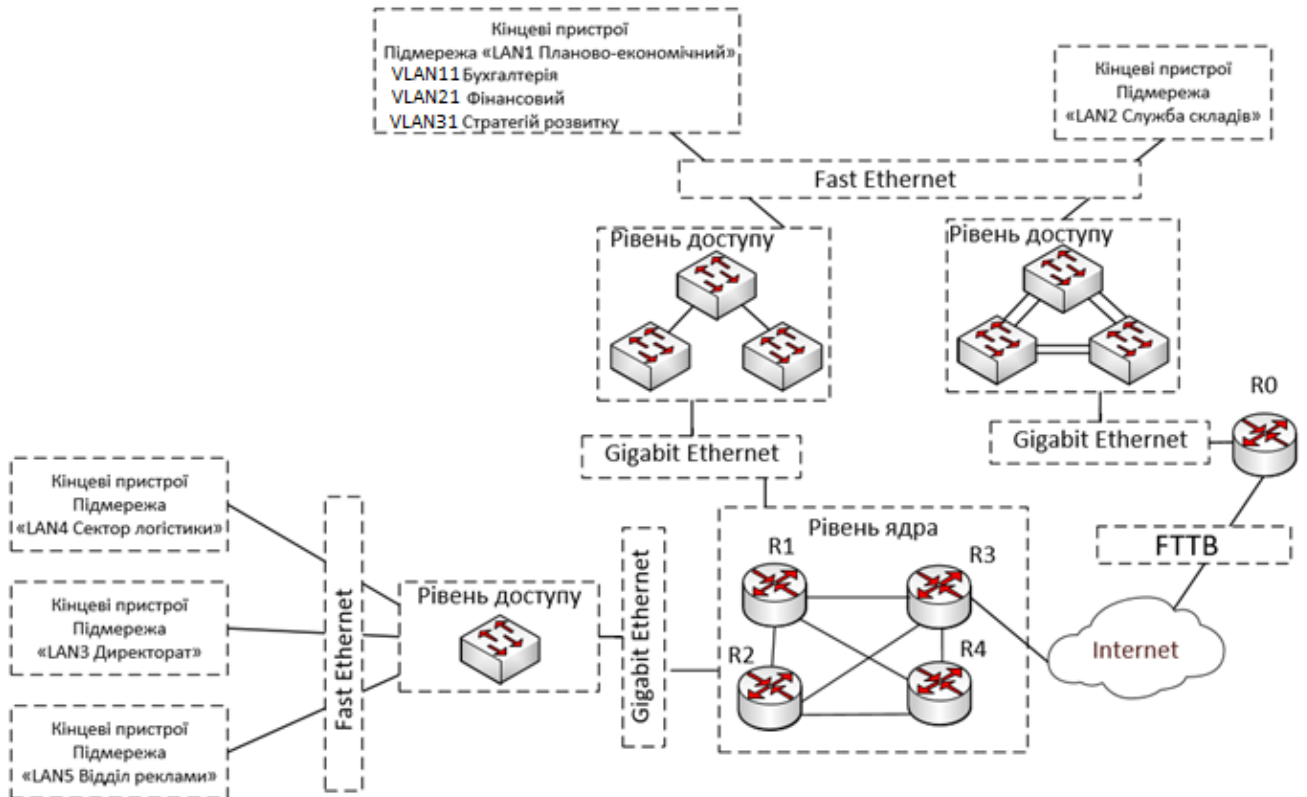 Кінцеві пристрої
Підмережа «LAN1 Планово-економічний»
VLAN11 Бухгалтерія
VLAN21 Фінансовий
VLAN31 Стратегій розвитку
Кінцеві пристрої
Підмережа
«LAN2 Служба складів»
Fast Ethernet
Рівень доступу
Рівень доступу
R0
Gigabit Ethernet
Gigabit Ethernet
Кінцеві пристрої
Підмережа
«LAN4 Сектор логістики»
Рівень ядра
R1
R3
FTTB
Fast Ethernet
Рівень доступу
Gigabit Ethernet
Кінцеві пристрої
Підмережа
«LAN3 Директорат»
R2
R4
Internet
Кінцеві пристрої
Підмережа
«LAN5 Відділ реклами»